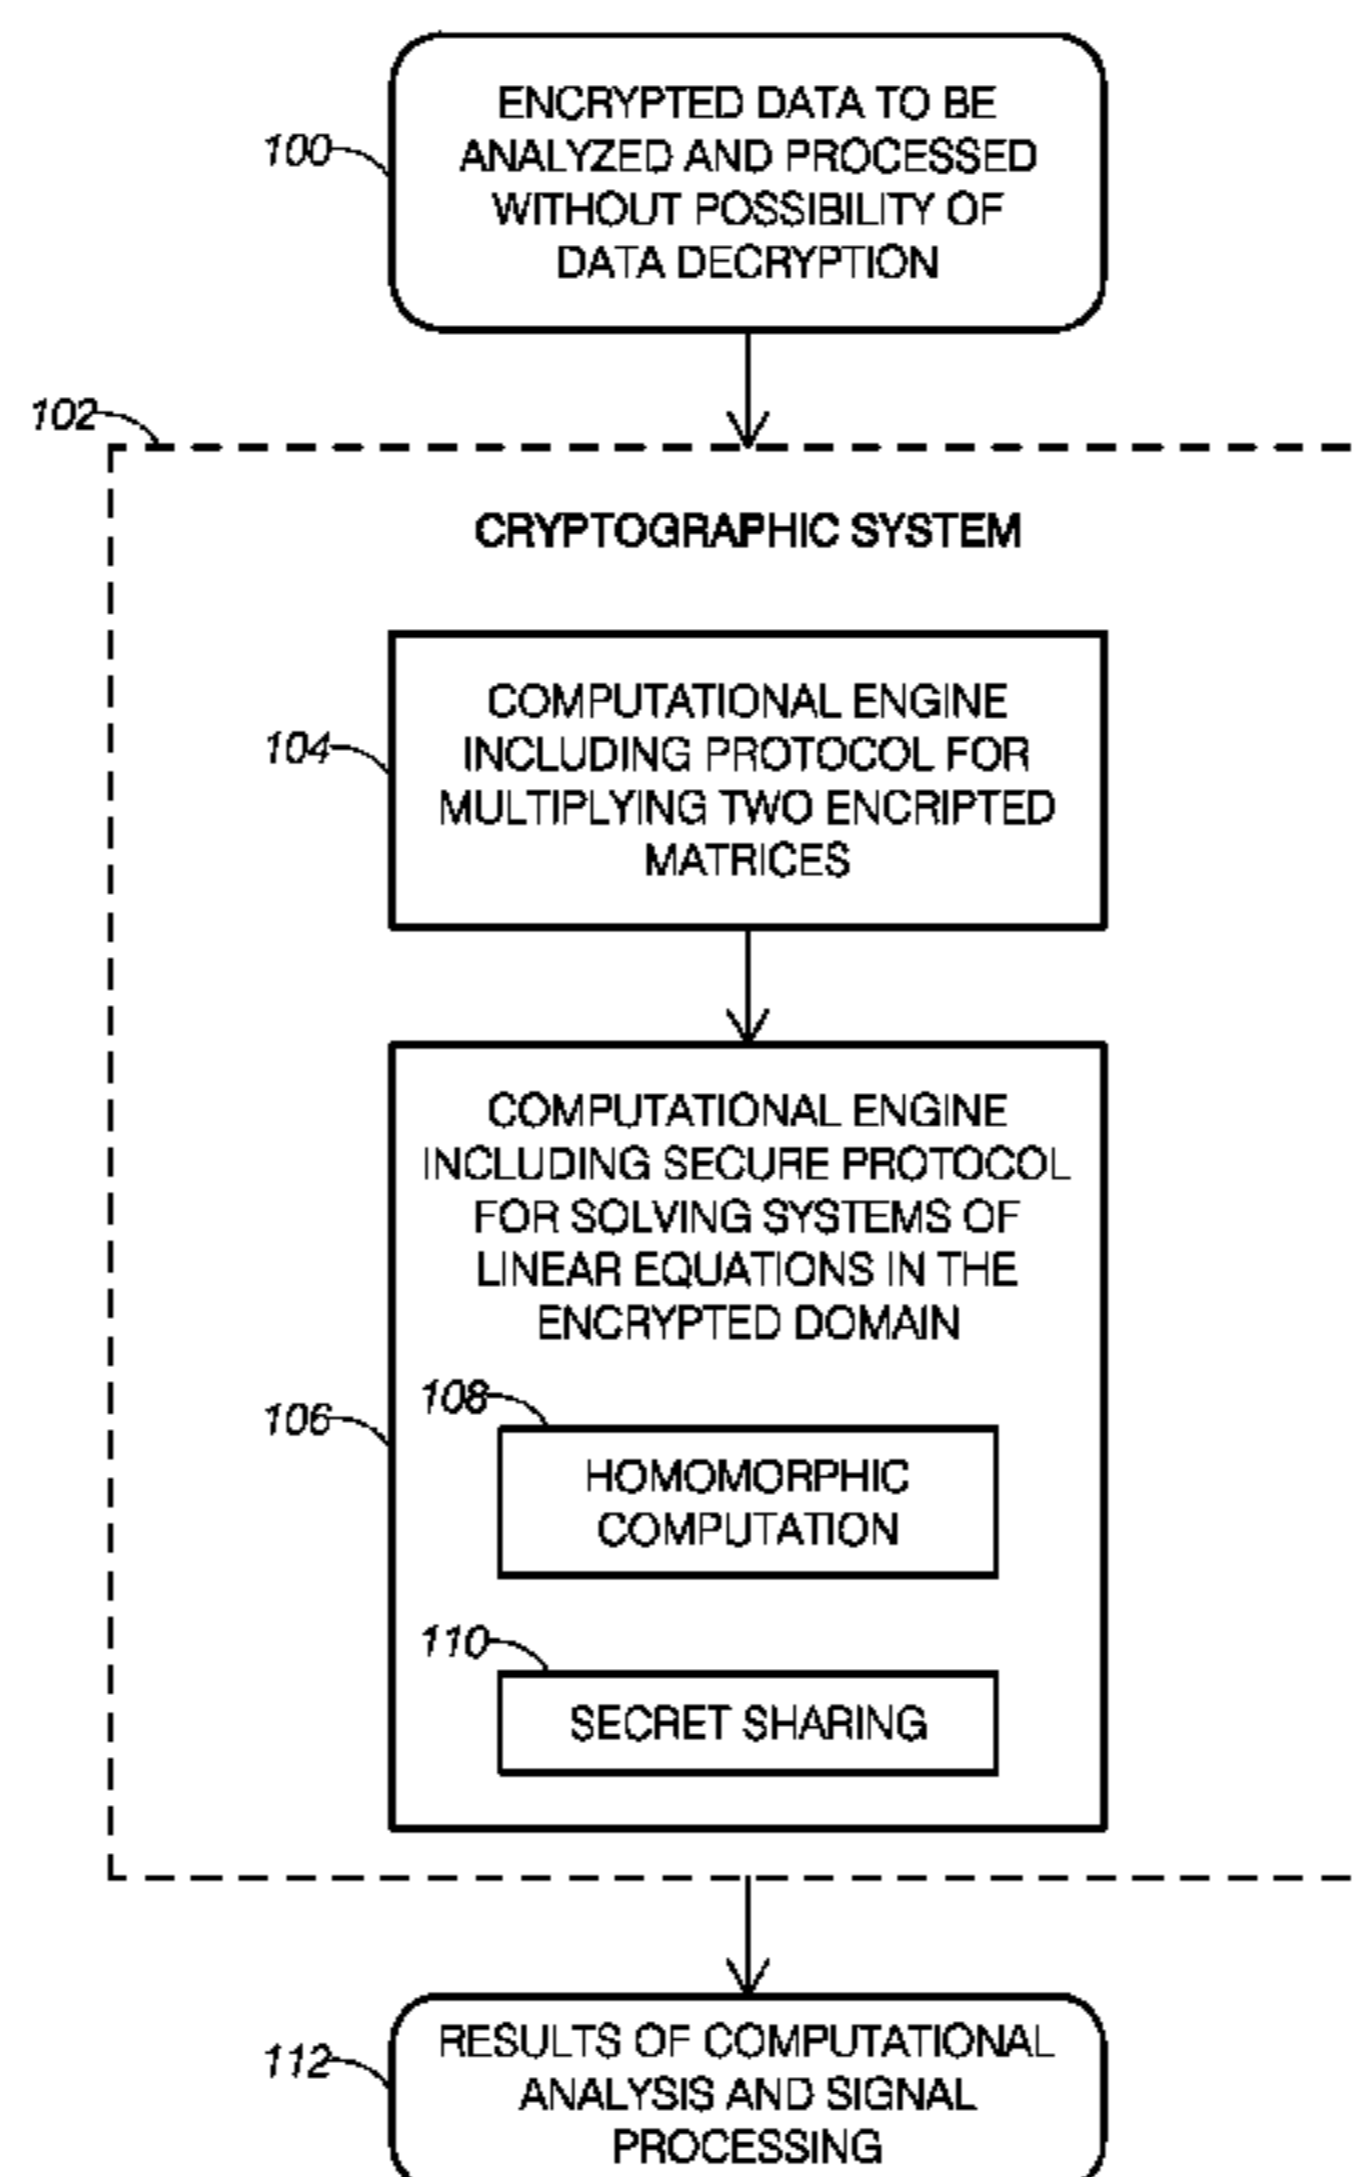 ENCRYPTED DATA TO BE
100
ANALYZED AND PROCESSED
WITHOUT POSSIBILITY OF
DATA DECRYPTION
102
CRYPTOGRAPHIC SYSTEM
COMPUTATIONAL ENGINE
104
INCLUDING PROTOCOL FOR
MULTIPLYING TWO ENCRIPTED
MATRICES
COMPUTATIONAL ENGINE
INCLUDING SECURE PROTOCOL
FOR SOLVING SYSTEMS OF
LINEAR EQUATIONS IN THE
ENCRYPTED DOMAIN
108
106
HOMOMORPHIC
COMPUTATION
110
SECRET SHARING
RESULTS OF COMPUTATIONAL
112
ANALYSIS AND SIGNAL
PROCESSING